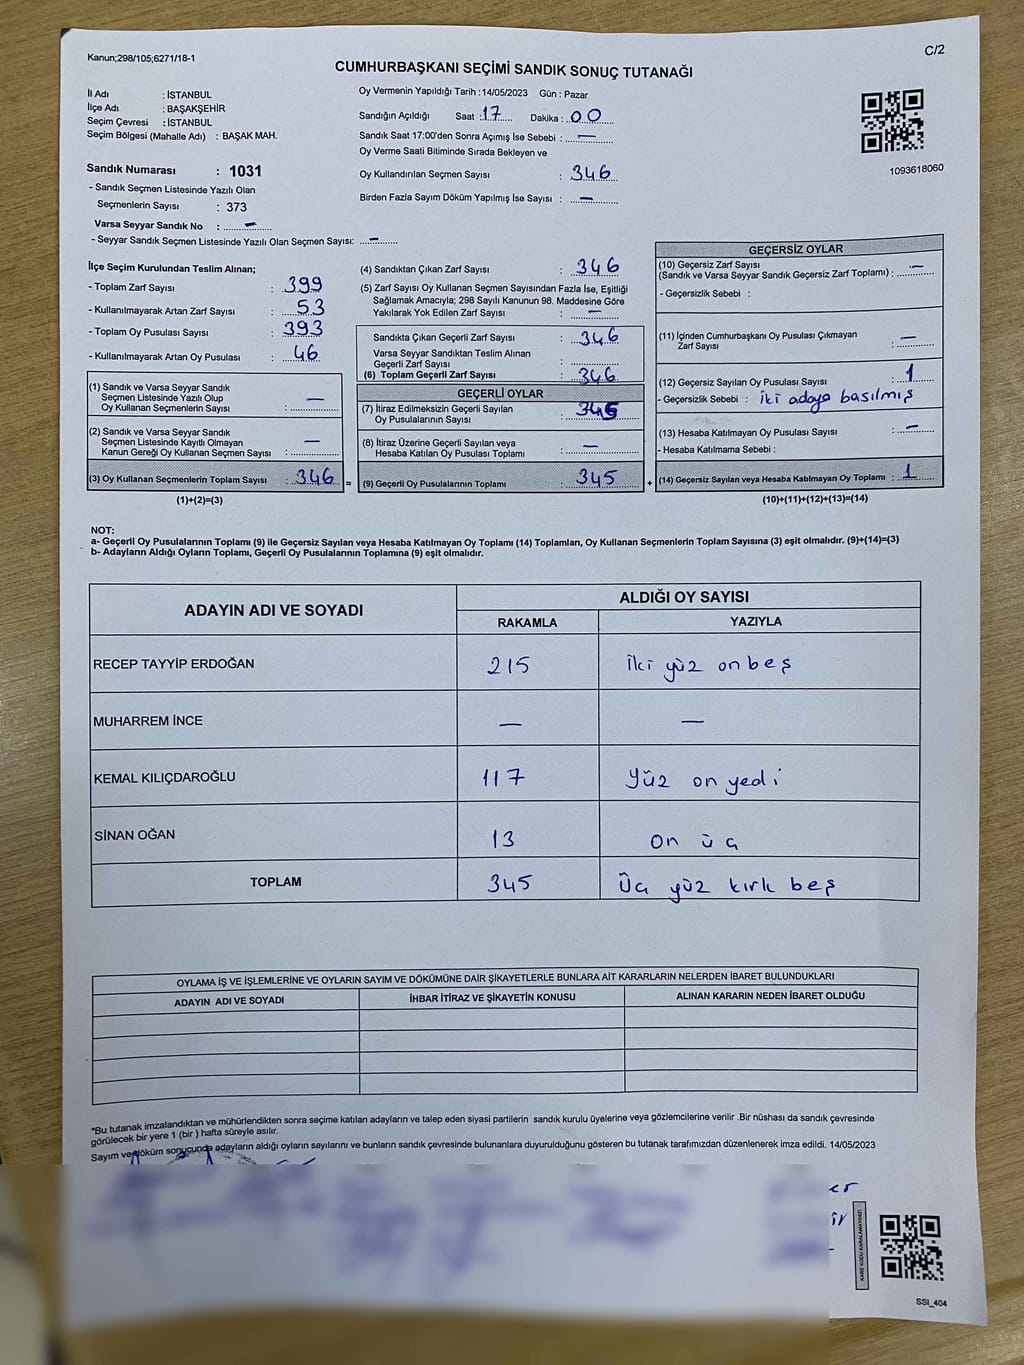 Kanun;298/105;6271/18-1
C/2
CUMHURBAŞKANI SEÇİMİ SANDIK SONUÇ TUTANAĞI
İl Adı : İSTANBUL
İlçe Adı : BAŞAKŞEHİR
Seçim Çevresi : İSTANBUL
Seçim Bölgesi (Mahalle Adı) : BAŞAK MAH.
Sandık Numarası : 1031
- Sandık Seçmen Listesinde Yazılı Olan
Seçmenlerin Sayısı : 373
Varsa Seyyar Sandık No : –
- Seyyar Sandık Seçmen Listesinde Yazılı Olan Seçmen Sayısı: –
Oy Vermenin Yapıldığı Tarih : 14/05/2023 Gün : Pazar
Sandığın Açıldığı Saat : 17 Dakika : 00
Sandık Saat 17:00'den Sonra Açımış İse Sebebi : –
Oy Verme Saati Bitiminde Sırada Bekleyen ve
Oy Kullandırılan Seçmen Sayısı : 346
Birden Fazla Sayım Döküm Yapılmış İse Sayısı : –
1093618060
İlçe Seçim Kurulundan Teslim Alınan;
- Toplam Zarf Sayısı : 399
- Kullanılmayarak Artan Zarf Sayısı : 53
- Toplam Oy Pusulası Sayısı : 393
- Kullanılmayarak Artan Oy Pusulası : 46
(1) Sandık ve Varsa Seyyar Sandık
Seçmen Listesinde Yazılı Olup
Oy Kullanan Seçmenlerin Sayısı : –
(2) Sandık ve Varsa Seyyar Sandık
Seçmen Listesinde Kayıtlı Olmayan
Kanun Gereği Oy Kullanan Seçmen Sayısı : –
(3) Oy Kullanan Seçmenlerin Toplam Sayısı : 346 =
(1)+(2)=(3)
(4) Sandıktan Çıkan Zarf Sayısı : 346
(5) Zarf Sayısı Oy Kullanan Seçmen Sayısından Fazla İse, Eşitliği
Sağlamak Amacıyla; 298 Sayılı Kanunun 98. Maddesine Göre
Yakılarak Yok Edilen Zarf Sayısı : –
Sandıkta Çıkan Geçerli Zarf Sayısı : 346
Varsa Seyyar Sandıktan Teslim Alınan
Geçerli Zarf Sayısı :
(6) Toplam Geçerli Zarf Sayısı : 346
GEÇERLİ OYLAR
(7) İtiraz Edilmeksizin Geçerli Sayılan
Oy Pusulalarının Sayısı : 345
(8) İtiraz Üzerine Geçerli Sayılan veya
Hesaba Katılan Oy Pusulası Toplamı : –
(9) Geçerli Oy Pusulalarının Toplamı : 345 +
GEÇERSİZ OYLAR
(10) Geçersiz Zarf Sayısı
(Sandık ve Varsa Seyyar Sandık Geçersiz Zarf Toplamı) : –
- Geçersizlik Sebebi :
(11) İçinden Cumhurbaşkanı Oy Pusulası Çıkmayan
Zarf Sayısı : –
(12) Geçersiz Sayılan Oy Pusulası Sayısı : 1
- Geçersizlik Sebebi : iki adaya basılmış
(13) Hesaba Katılmayan Oy Pusulası Sayısı : –
- Hesaba Katılmama Sebebi :
(14) Geçersiz Sayılan veya Hesaba Katılmayan Oy Toplamı : 1
(10)+(11)+(12)+(13)=(14)
NOT:
a- Geçerli Oy Pusulalarının Toplamı (9) ile Geçersiz Sayılan veya Hesaba Katılmayan Oy Toplamı (14) Toplamları, Oy Kullanan Seçmenlerin Toplam Sayısına (3) eşit olmalıdır. (9)+(14)=(3)
b- Adayların Aldığı Oyların Toplamı, Geçerli Oy Pusulalarının Toplamına (9) eşit olmalıdır.
ADAYIN ADI VE SOYADI
ALDIĞI OY SAYISI
RAKAMLA YAZIYLA
RECEP TAYYİP ERDOĞAN 215 İki yüz on beş
MUHARREM İNCE – –
KEMAL KILIÇDAROĞLU 117 Yüz on yedi
SİNAN OĞAN 13 On üç
TOPLAM 345 Üç yüz kırk beş
OYLAMA İŞ VE İŞLEMLERİNE VE OYLARIN SAYIM VE DÖKÜMÜNE DAİR ŞİKAYETLERLE BUNLARA AİT KARARLARIN NELERDEN İBARET BULUNDUKLARI
ADAYIN ADI VE SOYADI İHBAR İTİRAZ VE ŞİKAYETİN KONUSU ALINAN KARARIN NEDEN İBARET OLDUĞU
*Bu tutanak imzalandıktan ve mühürlendikten sonra seçime katılan adayların ve talep eden siyasi partilerin sandık kurulu üyelerine veya gözlemcilerine verilir .Bir nüshası da sandık çevresinde
görülecek bir yere 1 (bir ) hafta süreyle asılır.
Sayım ve döküm sonucunda adayların aldığı oyların sayılarını ve bunların sandık çevresinde bulunanlara duyurulduğunu gösteren bu tutanak tarafımızdan düzenlenerek imza edildi. 14/05/2023
KARE KODU KARALAMAYINIZ!
SSİ_404